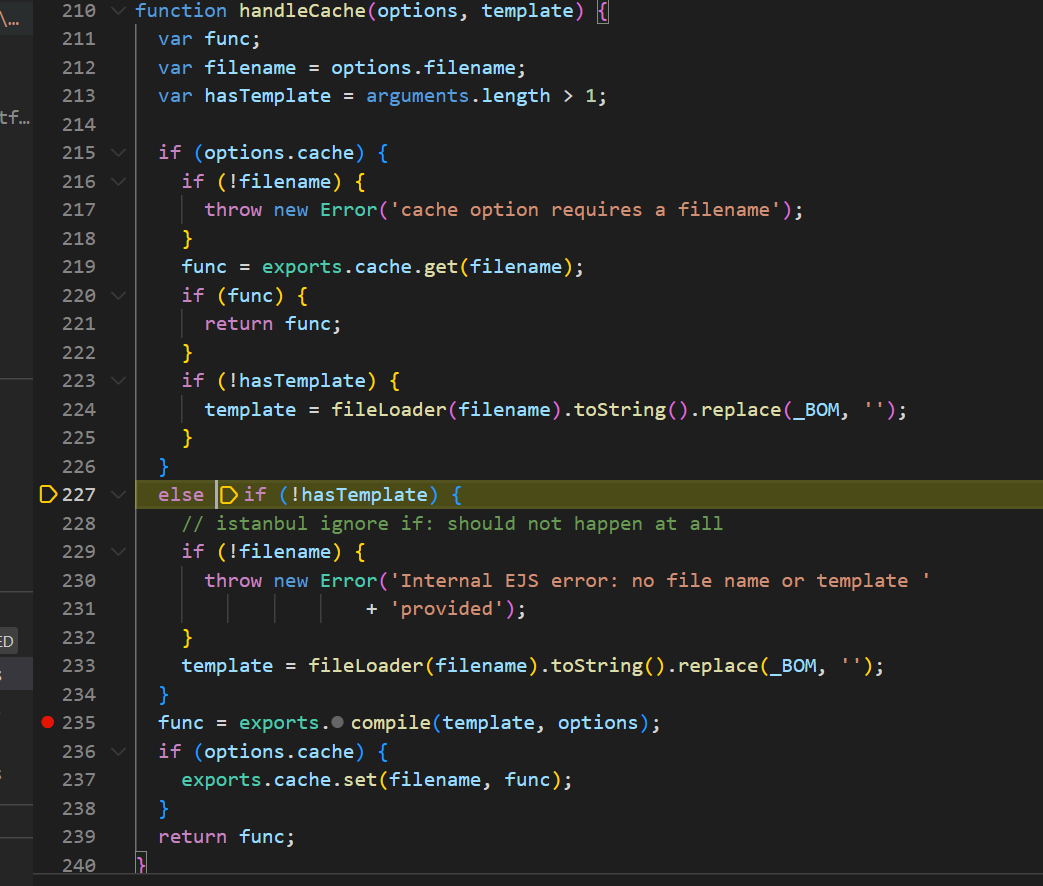 \…
tf…
ED
210 function handleCache(options, template) {
211   var func;
212   var filename = options.filename;
213   var hasTemplate = arguments.length > 1;
214
215   if (options.cache) {
216     if (!filename) {
217       throw new Error('cache option requires a filename');
218     }
219     func = exports.cache.get(filename);
220     if (func) {
221       return func;
222     }
223     if (!hasTemplate) {
224       template = fileLoader(filename).toString().replace(_BOM, '');
225     }
226   }
227   else if (!hasTemplate) {
228     // istanbul ignore if: should not happen at all
229     if (!filename) {
230       throw new Error('Internal EJS error: no file name or template '
231                     + 'provided');
232     }
233     template = fileLoader(filename).toString().replace(_BOM, '');
234   }
235   func = exports.compile(template, options);
236   if (options.cache) {
237     exports.cache.set(filename, func);
238   }
239   return func;
240 }